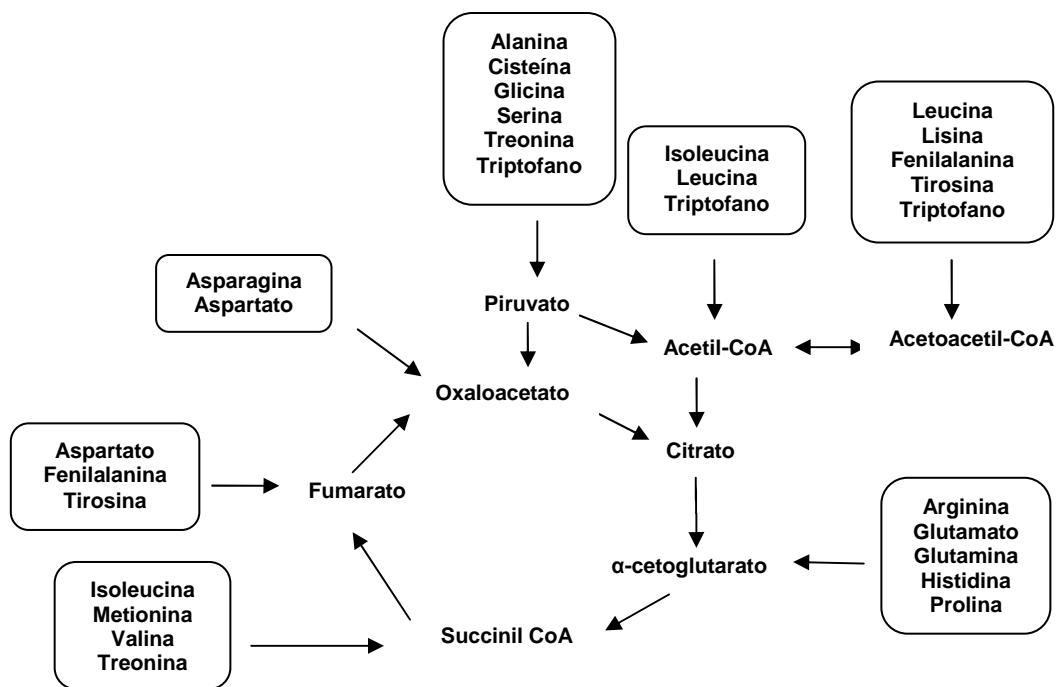 Alanina
Cisteína
Glicina
Serina
Treonina
Triptofano
Isoleucina
Leucina
Triptofano
Leucina
Lisina
Fenilalanina
Tirosina
Triptofano
Asparagina
Aspartato
Piruvato
Acetil-CoA
Acetoacetil-CoA
Oxaloacetato
Citrato
Aspartato
Fenilalanina
Tirosina
Fumarato
Arginina
Glutamato
Glutamina
Histidina
Prolina
α-cetoglutarato
Isoleucina
Metionina
Valina
Treonina
Succinil CoA